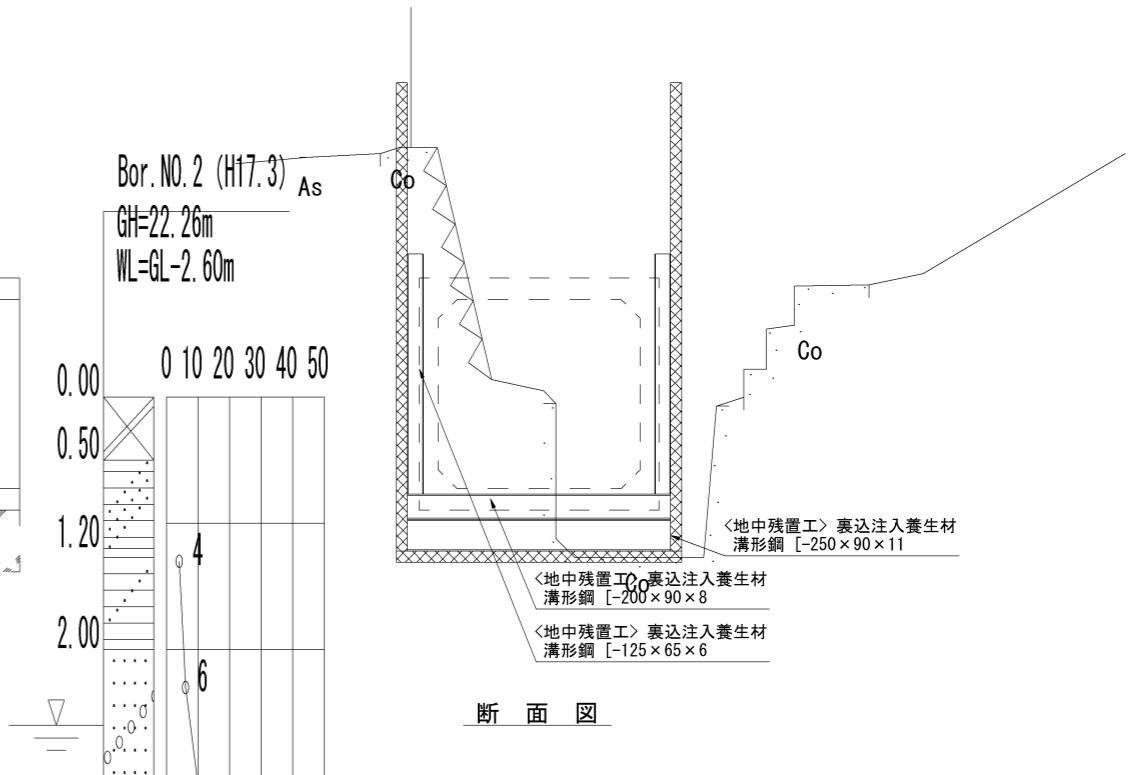 Bor.NO.2 (H17.3)
GH=22.26m
WL=GL-2.60m
As
Co
0 10 20 30 40 50
0.00
0.50
1.20
2.00
4
6
Co
<地中残置工> 裏込注入養生材
溝形鋼 [-250×90×11
<地中残置工> 裏込注入養生材
溝形鋼 [-200×90×8
Co
<地中残置工> 裏込注入養生材
溝形鋼 [-125×65×6
断 面 図